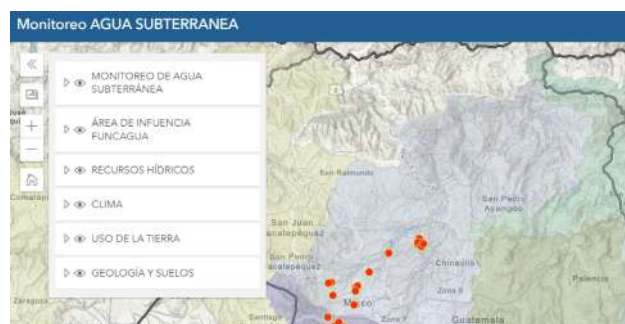 Monitoreo AGUA SUBTERRANEA
MONITOREO DE AGUA
SUBTERRÁNEA
ÁREA DE INFUENCIA
FUNCAGUA
RECURSOS HÍDRICOS
CLIMA
USO DE LA TIERRA
GEOLOGÍA Y SUELOS
San Raimundo
San Pedro
Ayampuc
San Juan
San Pedro
Chinautla
Palencia
Zona 6
Mixco
Zona 7
Guatemala
Santiago
Zaragoza